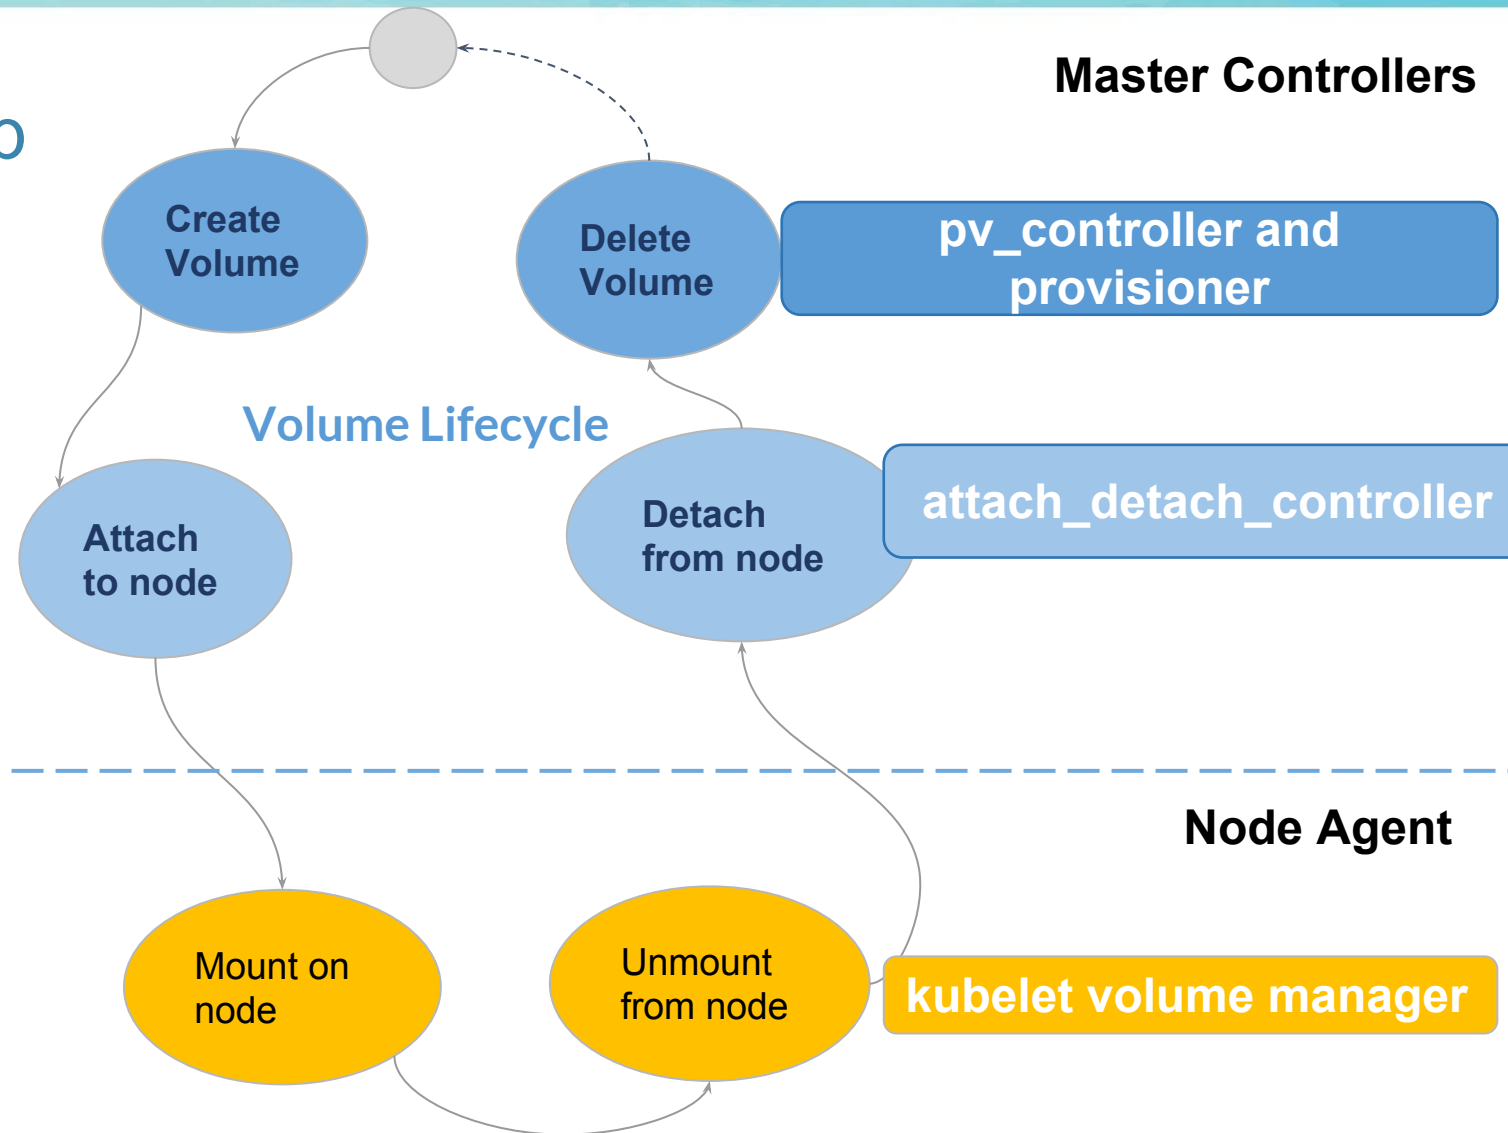 Master Controllers
Create
Volume
Delete
Volume
pv_controller and
provisioner
Volume Lifecycle
Attach
to node
Detach
from node
attach_detach_controller
Node Agent
Mount on
node
Unmount
from node
kubelet volume manager